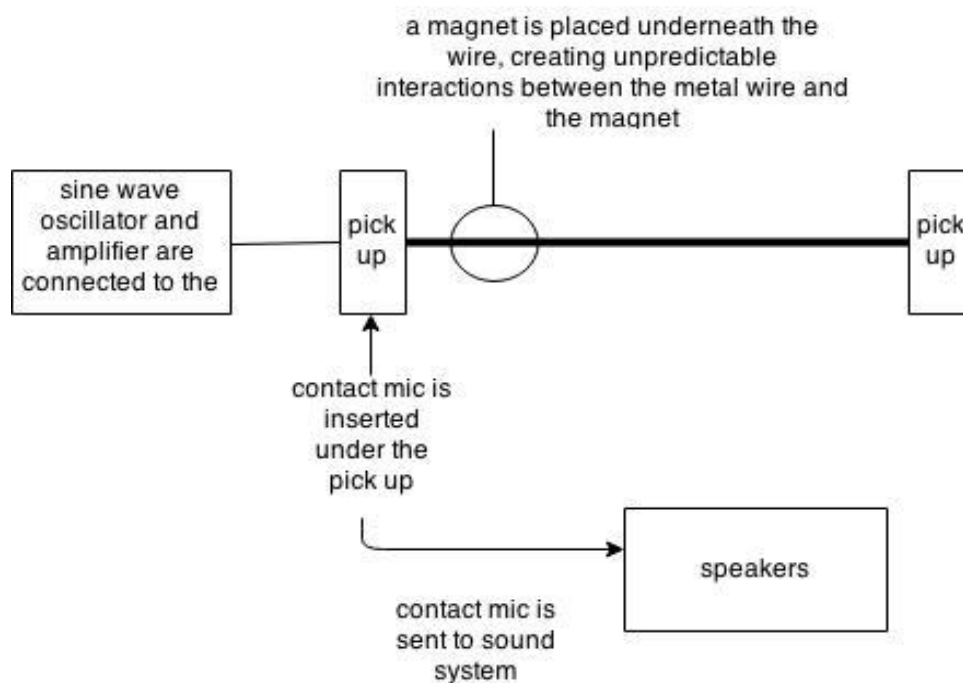 a magnet is placed underneath the
wire, creating unpredictable
interactions between the metal wire and
the magnet
sine wave
oscillator and
amplifier are
connected to the
pick
up
pick
up
contact mic is
inserted
under the
pick up
speakers
contact mic is
sent to sound
system